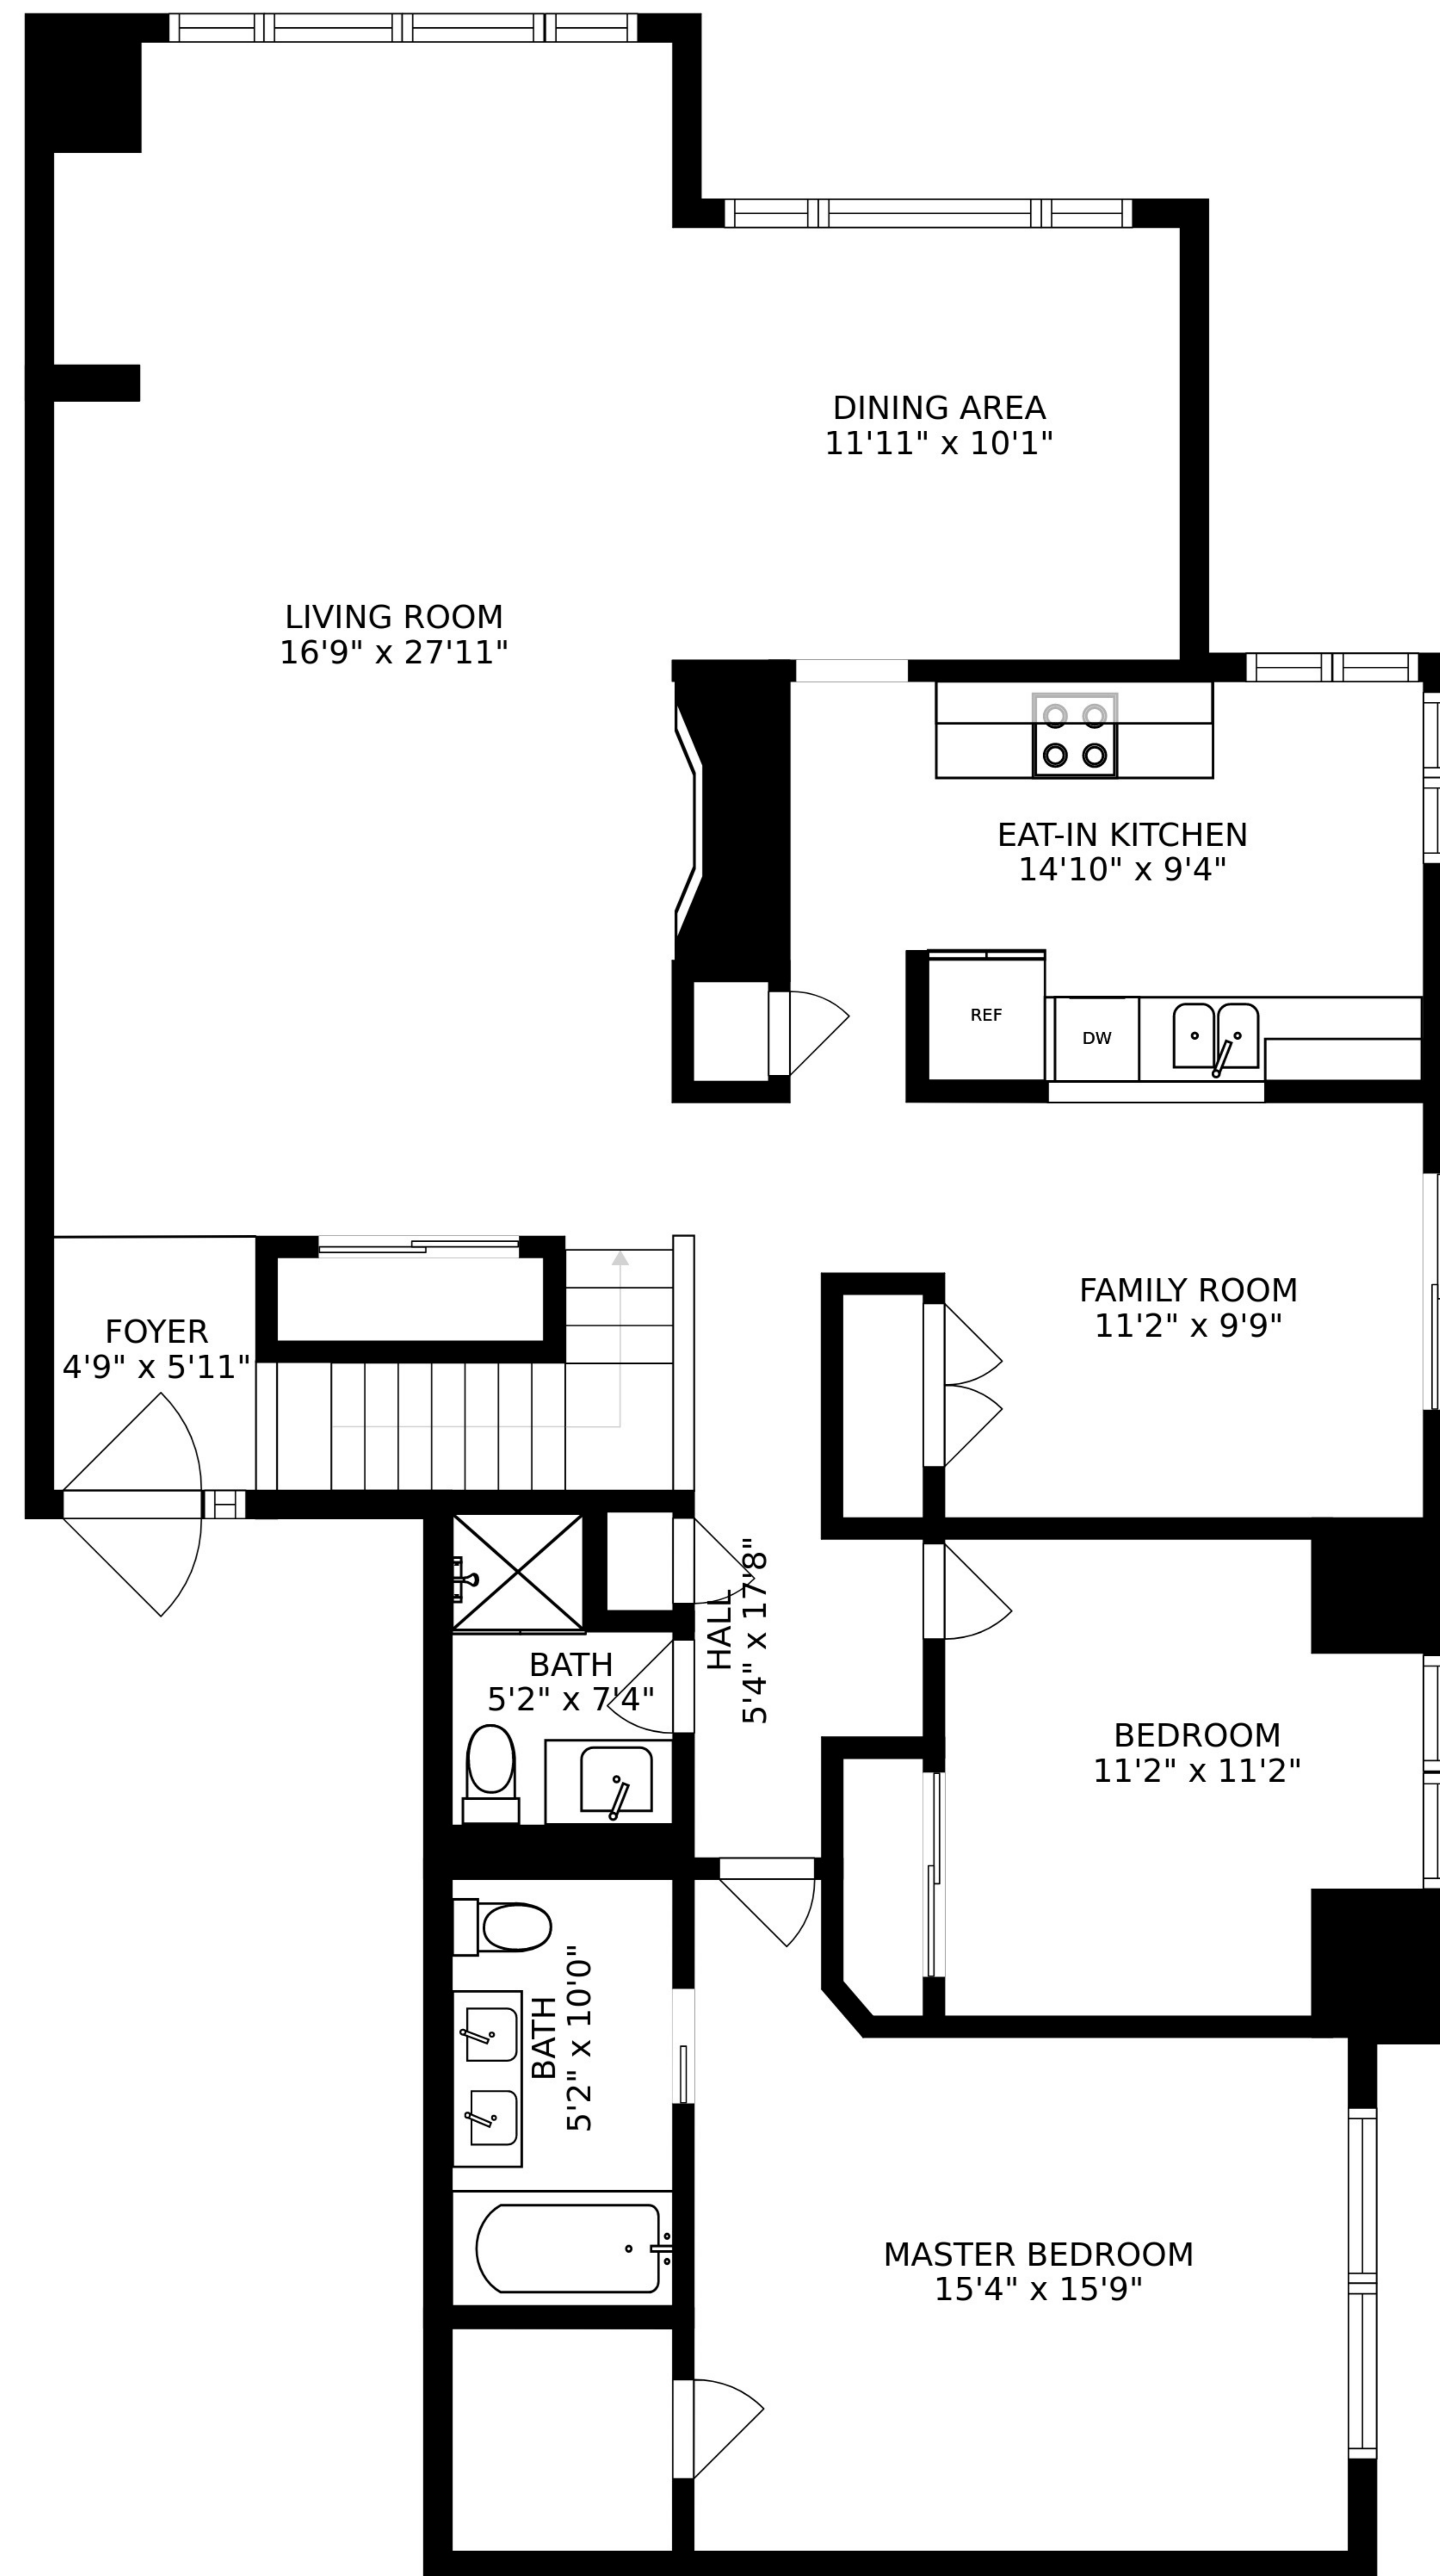 DINING AREA
11'11" x 10'1"
LIVING ROOM
16'9" x 27'11"
EAT-IN KITCHEN
14'10" x 9'4"
REF
DW
FAMILY ROOM
11'2" x 9'9"
FOYER
4'9" x 5'11"
HALL
5'4" x 17'8"
BATH
5'2" x 7'4"
BEDROOM
11'2" x 11'2"
BATH
5'2" x 10'0"
MASTER BEDROOM
15'4" x 15'9"